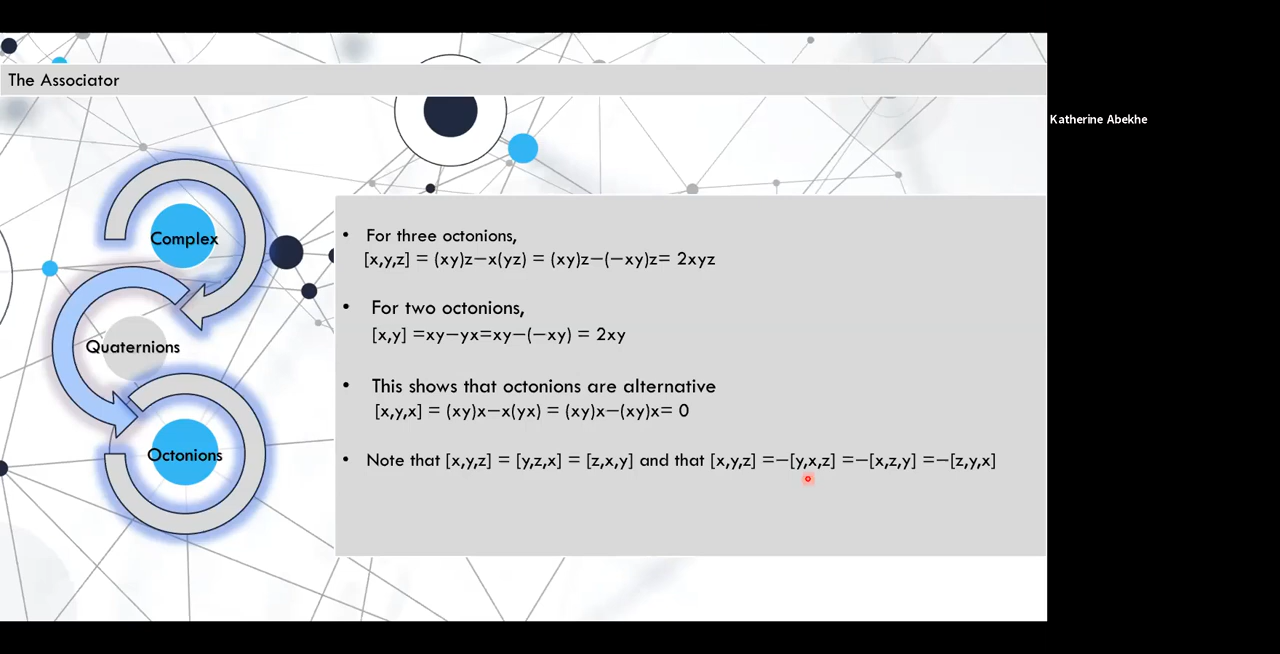 The Associator
Katherine Abekhe
Complex
Quaternions
Octonions
• For three octonions,
[x,y,z] = (xy)z−x(yz) = (xy)z−(−xy)z= 2xyz
• For two octonions,
[x,y] =xy−yx=xy−(−xy) = 2xy
• This shows that octonions are alternative
[x,y,x] = (xy)x−x(yx) = (xy)x−(xy)x= 0
• Note that [x,y,z] = [y,z,x] = [z,x,y] and that [x,y,z] =−[y,x,z] =−[x,z,y] =−[z,y,x]